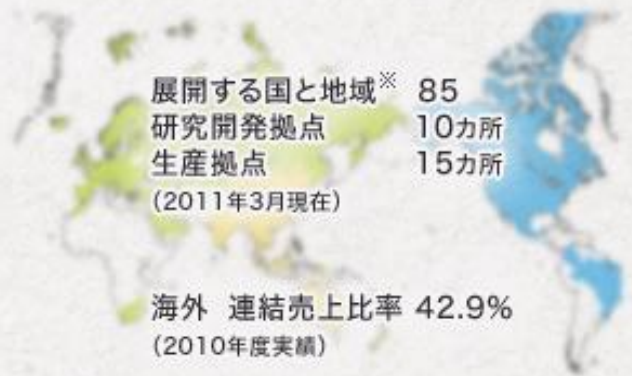 展開する国と地域※ 85
研究開発拠点 10カ所
生産拠点 15カ所
(2011年3月現在)
海外 連結売上比率 42.9%
(2010年度実績)